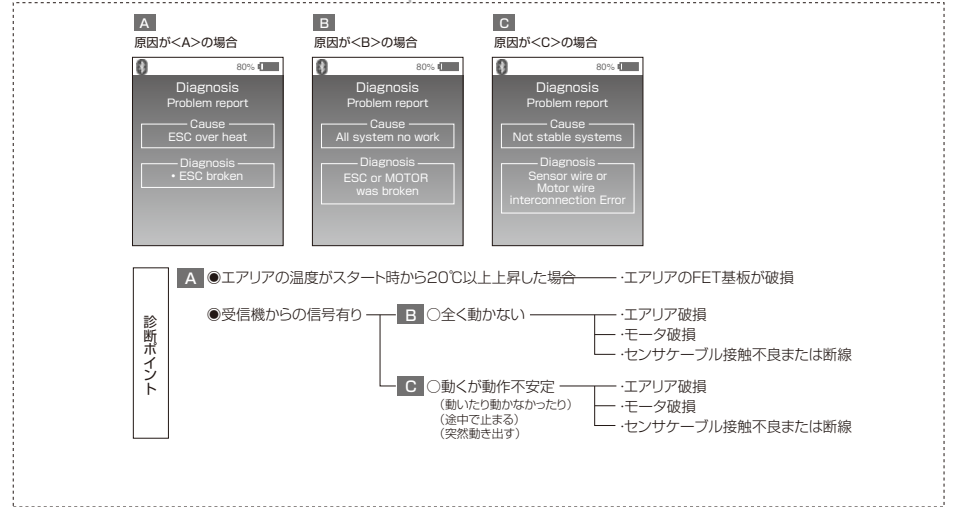 A
原因が<A>の場合
80%
Diagnosis
Problem report
Cause
ESC over heat
Diagnosis
• ESC broken
B
原因が<B>の場合
80%
Diagnosis
Problem report
Cause
All system no work
Diagnosis
ESC or MOTOR
was broken
C
原因が<C>の場合
80%
Diagnosis
Problem report
Cause
Not stable systems
Diagnosis
Sensor wire or
Motor wire
interconnection Error
診断ポイント
A ●エアリアの温度がスタート時から20℃以上上昇した場合 ・エアリアのFET基板が破損
●受信機からの信号有り B ○全く動かない ・エアリア破損
・モータ破損
・センサケーブル接触不良または断線
C ○動くが動作不安定 ・エアリア破損
(動いたり動かなかったり) ・モータ破損
(途中で止まる) ・センサケーブル接触不良または断線
(突然動き出す)